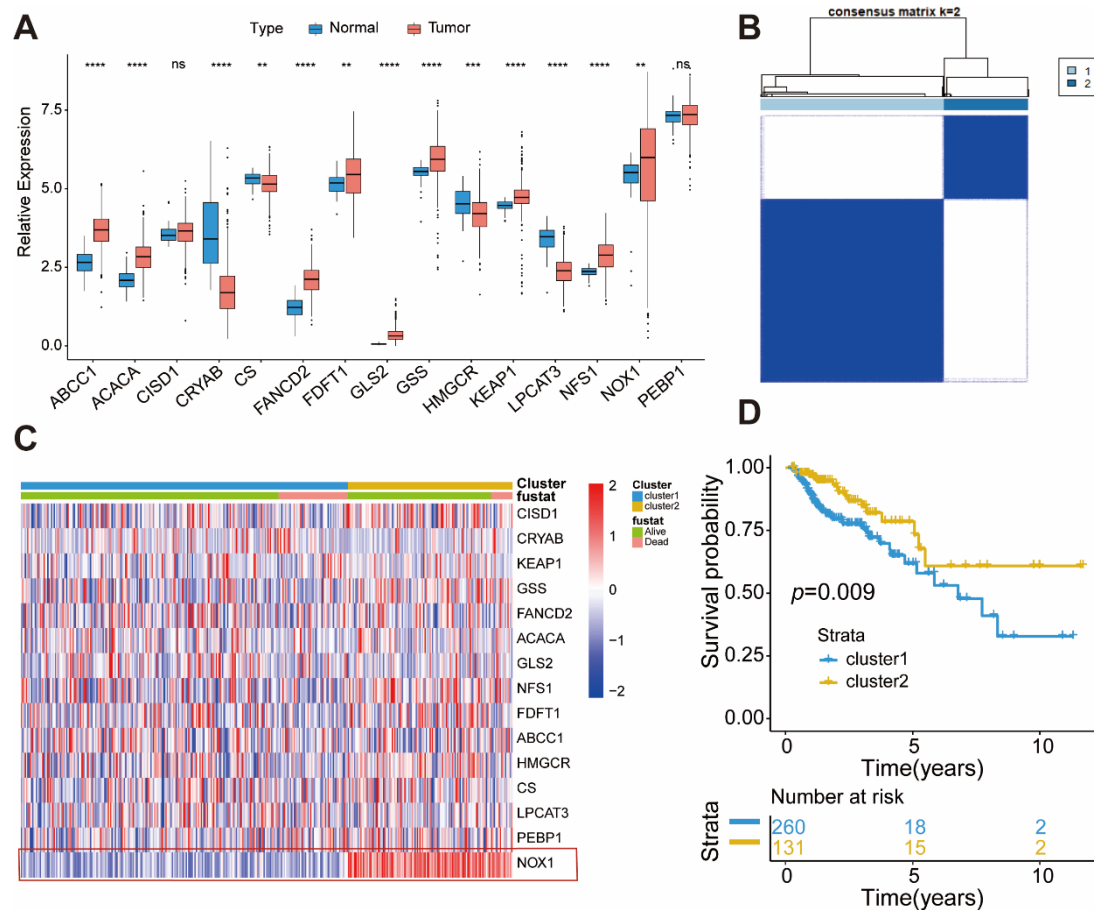 A
Type Normal Tumor
**** **** ns **** ** **** ** **** **** *** **** **** **** ** ns
Relative Expression
7.5
5.0
2.5
0.0
ABCC1 ACACA CISD1 CRYAB CS FANCD2 FDFT1 GLS2 GSS HMGCR KEAP1 LPCAT3 NFS1 NOX1 PEBP1
B
consensus matrix k=2
1
2
C
Cluster
fustat
CISD1
CRYAB
KEAP1
GSS
FANCD2
ACACA
GLS2
NFS1
FDFT1
ABCC1
HMGCR
CS
LPCAT3
PEBP1
NOX1
2
1
0
−1
−2
Cluster
cluster1
cluster2
fustat
Alive
Dead
D
Survival probability
1.00
0.75
0.50
0.25
0.00
p=0.009
Strata
cluster1
cluster2
0 5 10
Time(years)
Number at risk
Strata
260 18 2
131 15 2
0 5 10
Time(years)